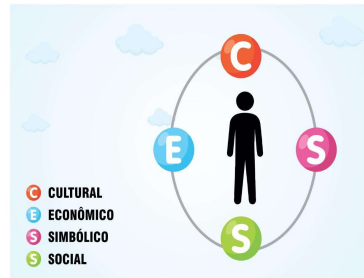 C
E
S
S
C CULTURAL
E ECONÔMICO
S SIMBÓLICO
S SOCIAL